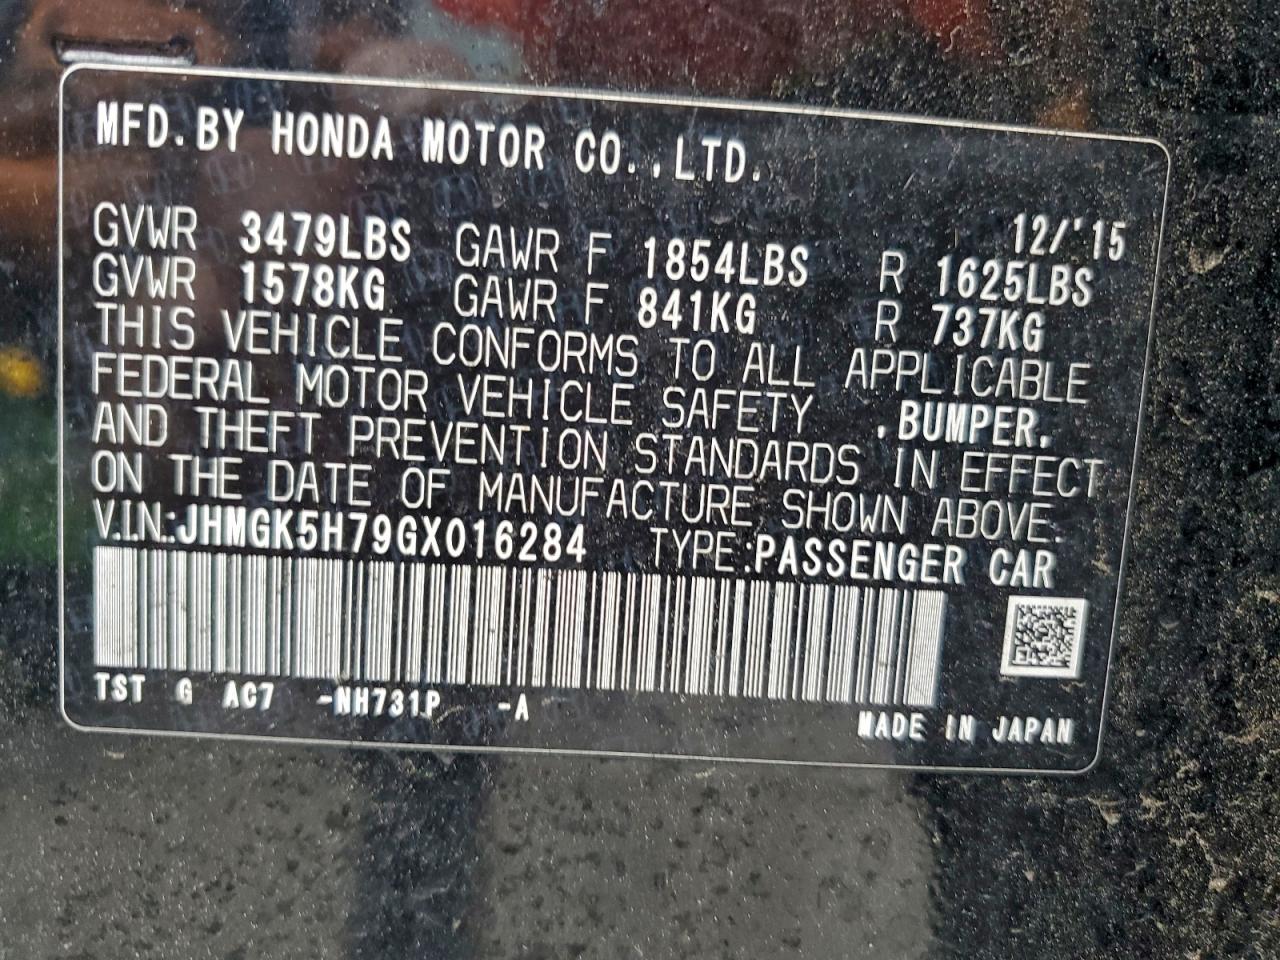 MFD.BY HONDA MOTOR CO.,LTD.
12/'15
GVWR 3479LBS GAWR F 1854LBS R 1625LBS
GVWR 1578KG GAWR F 841KG R 737KG
THIS VEHICLE CONFORMS TO ALL APPLICABLE
FEDERAL MOTOR VEHICLE SAFETY ,BUMPER,
AND THEFT PREVENTION STANDARDS IN EFFECT
ON THE DATE OF MANUFACTURE SHOWN ABOVE.
V.I.N:JHMGK5H79GX016284 TYPE:PASSENGER CAR
TST G AC7 -NH731P -A
MADE IN JAPAN